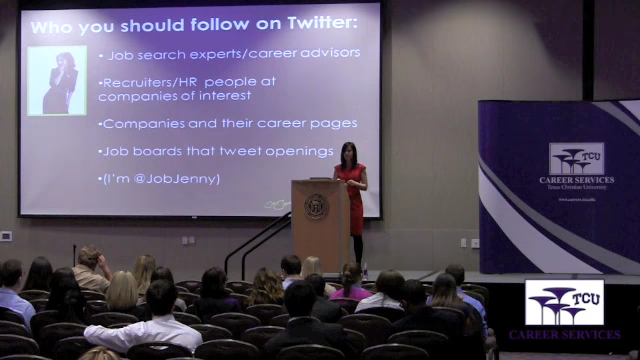 Who you should follow on Twitter:
•Job search experts/career advisors
•Recruiters/HR people at
companies of interest
•Companies and their career pages
•Job boards that tweet openings
•(I'm @JobJenny)
TCU
CAREER SERVICES
Texas Christian University
TCU
CAREER SERVICES